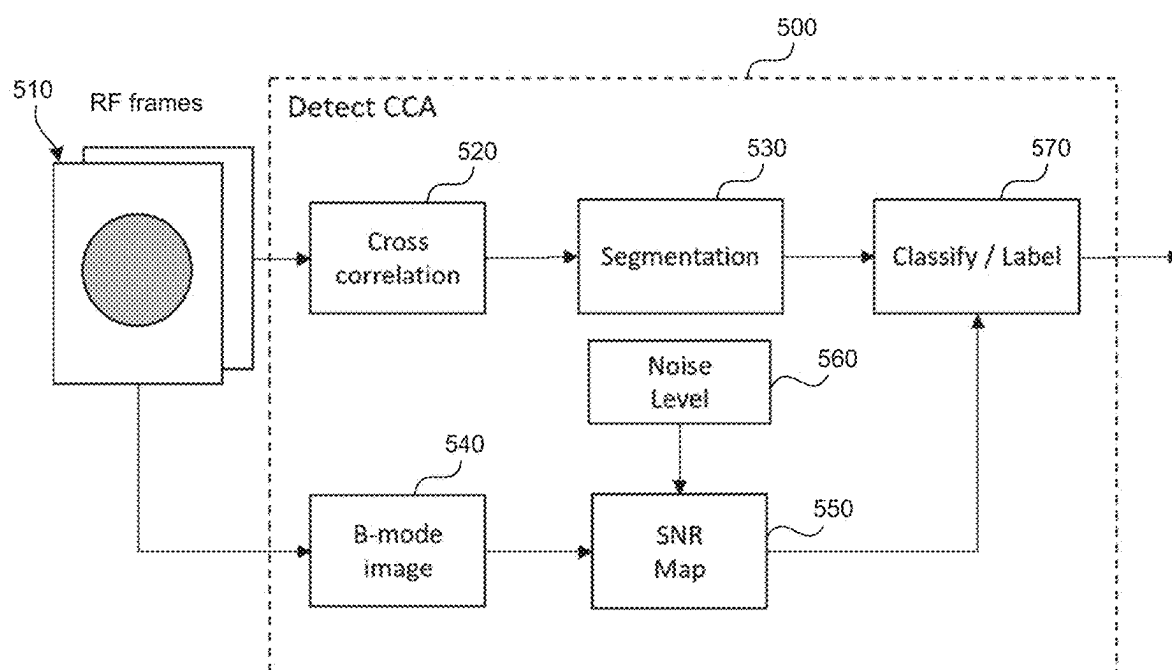 500
510
RF frames
Detect CCA
520
530
570
Cross
correlation
Segmentation
Classify / Label
Noise
Level
560
540
B-mode
image
SNR
Map
550